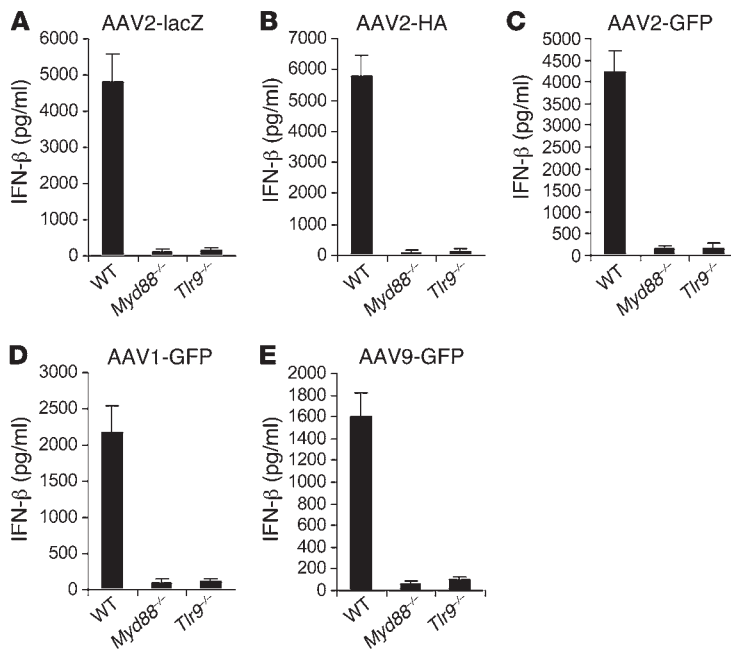 A AAV2-lacZ
IFN-β (pg/ml)
6000
5000
4000
3000
2000
1000
0
WT Myd88⁻/⁻ Tlr9⁻/⁻
B AAV2-HA
IFN-β (pg/ml)
7000
6000
5000
4000
3000
2000
1000
0
WT Myd88⁻/⁻ Tlr9⁻/⁻
C AAV2-GFP
IFN-β (pg/ml)
5000
4500
4000
3500
3000
2500
2000
1500
1000
500
0
WT Myd88⁻/⁻ Tlr9⁻/⁻
D AAV1-GFP
IFN-β (pg/ml)
3000
2500
2000
1500
1000
500
0
WT Myd88⁻/⁻ Tlr9⁻/⁻
E AAV9-GFP
IFN-β (pg/ml)
2000
1800
1600
1400
1200
1000
800
600
400
200
0
WT Myd88⁻/⁻ Tlr9⁻/⁻